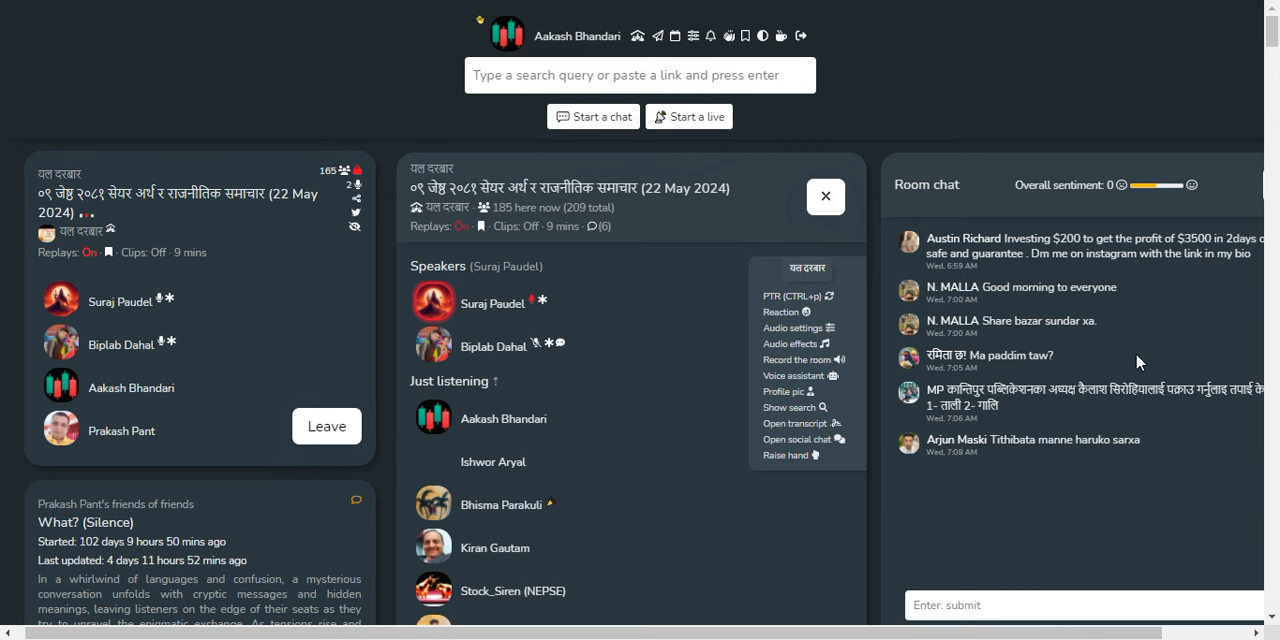 Aakash Bhandari
Type a search query or paste a link and press enter
Start a chat
Start a live
यल दरबार
165
०९ जेष्ठ २०८१ सेयर अर्थ र राजनीतिक समाचार (22 May
2
2024)
यल दरबार
Replays: On · Clips: Off · 9 mins
Suraj Paudel
Biplab Dahal
Aakash Bhandari
Prakash Pant
Leave
Prakash Pant's friends of friends
What? (Silence)
Started: 102 days 9 hours 50 mins ago
Last updated: 4 days 11 hours 52 mins ago
In a whirlwind of languages and confusion, a mysterious
conversation unfolds with cryptic messages and hidden
meanings, leaving listeners on the edge of their seats as they
try to unravel the enigmatic exchange. As tensions rise and
यल दरबार
०९ जेष्ठ २०८१ सेयर अर्थ र राजनीतिक समाचार (22 May 2024)
यल दरबार · 185 here now (209 total)
Replays: On · Clips: Off · 9 mins · (6)
Speakers (Suraj Paudel)
Suraj Paudel
Biplab Dahal
Just listening ↑
Aakash Bhandari
Ishwor Aryal
Bhisma Parakuli
Kiran Gautam
Stock_Siren (NEPSE)
यल दरबार
PTR (CTRL+p)
Reaction
Audio settings
Audio effects
Record the room
Voice assistant
Profile pic
Show search
Open transcript
Open social chat
Raise hand
Room chat
Overall sentiment: 0
Austin Richard Investing $200 to get the profit of $3500 in 2days
safe and guarantee . Dm me on instagram with the link in my bio
Wed, 6:59 AM
N. MALLA Good morning to everyone
Wed, 7:00 AM
N. MALLA Share bazar sundar xa.
Wed, 7:00 AM
रमिता छ! Ma paddim taw?
Wed, 7:05 AM
MP कान्तिपुर पब्लिकेशनका अध्यक्ष कैलाश सिरोहियालाई पक्राउ गर्नुलाइ तपाई के
1- ताली 2- गालि
Wed, 7:06 AM
Arjun Maski Tithibata manne haruko sarxa
Wed, 7:08 AM
Enter: submit